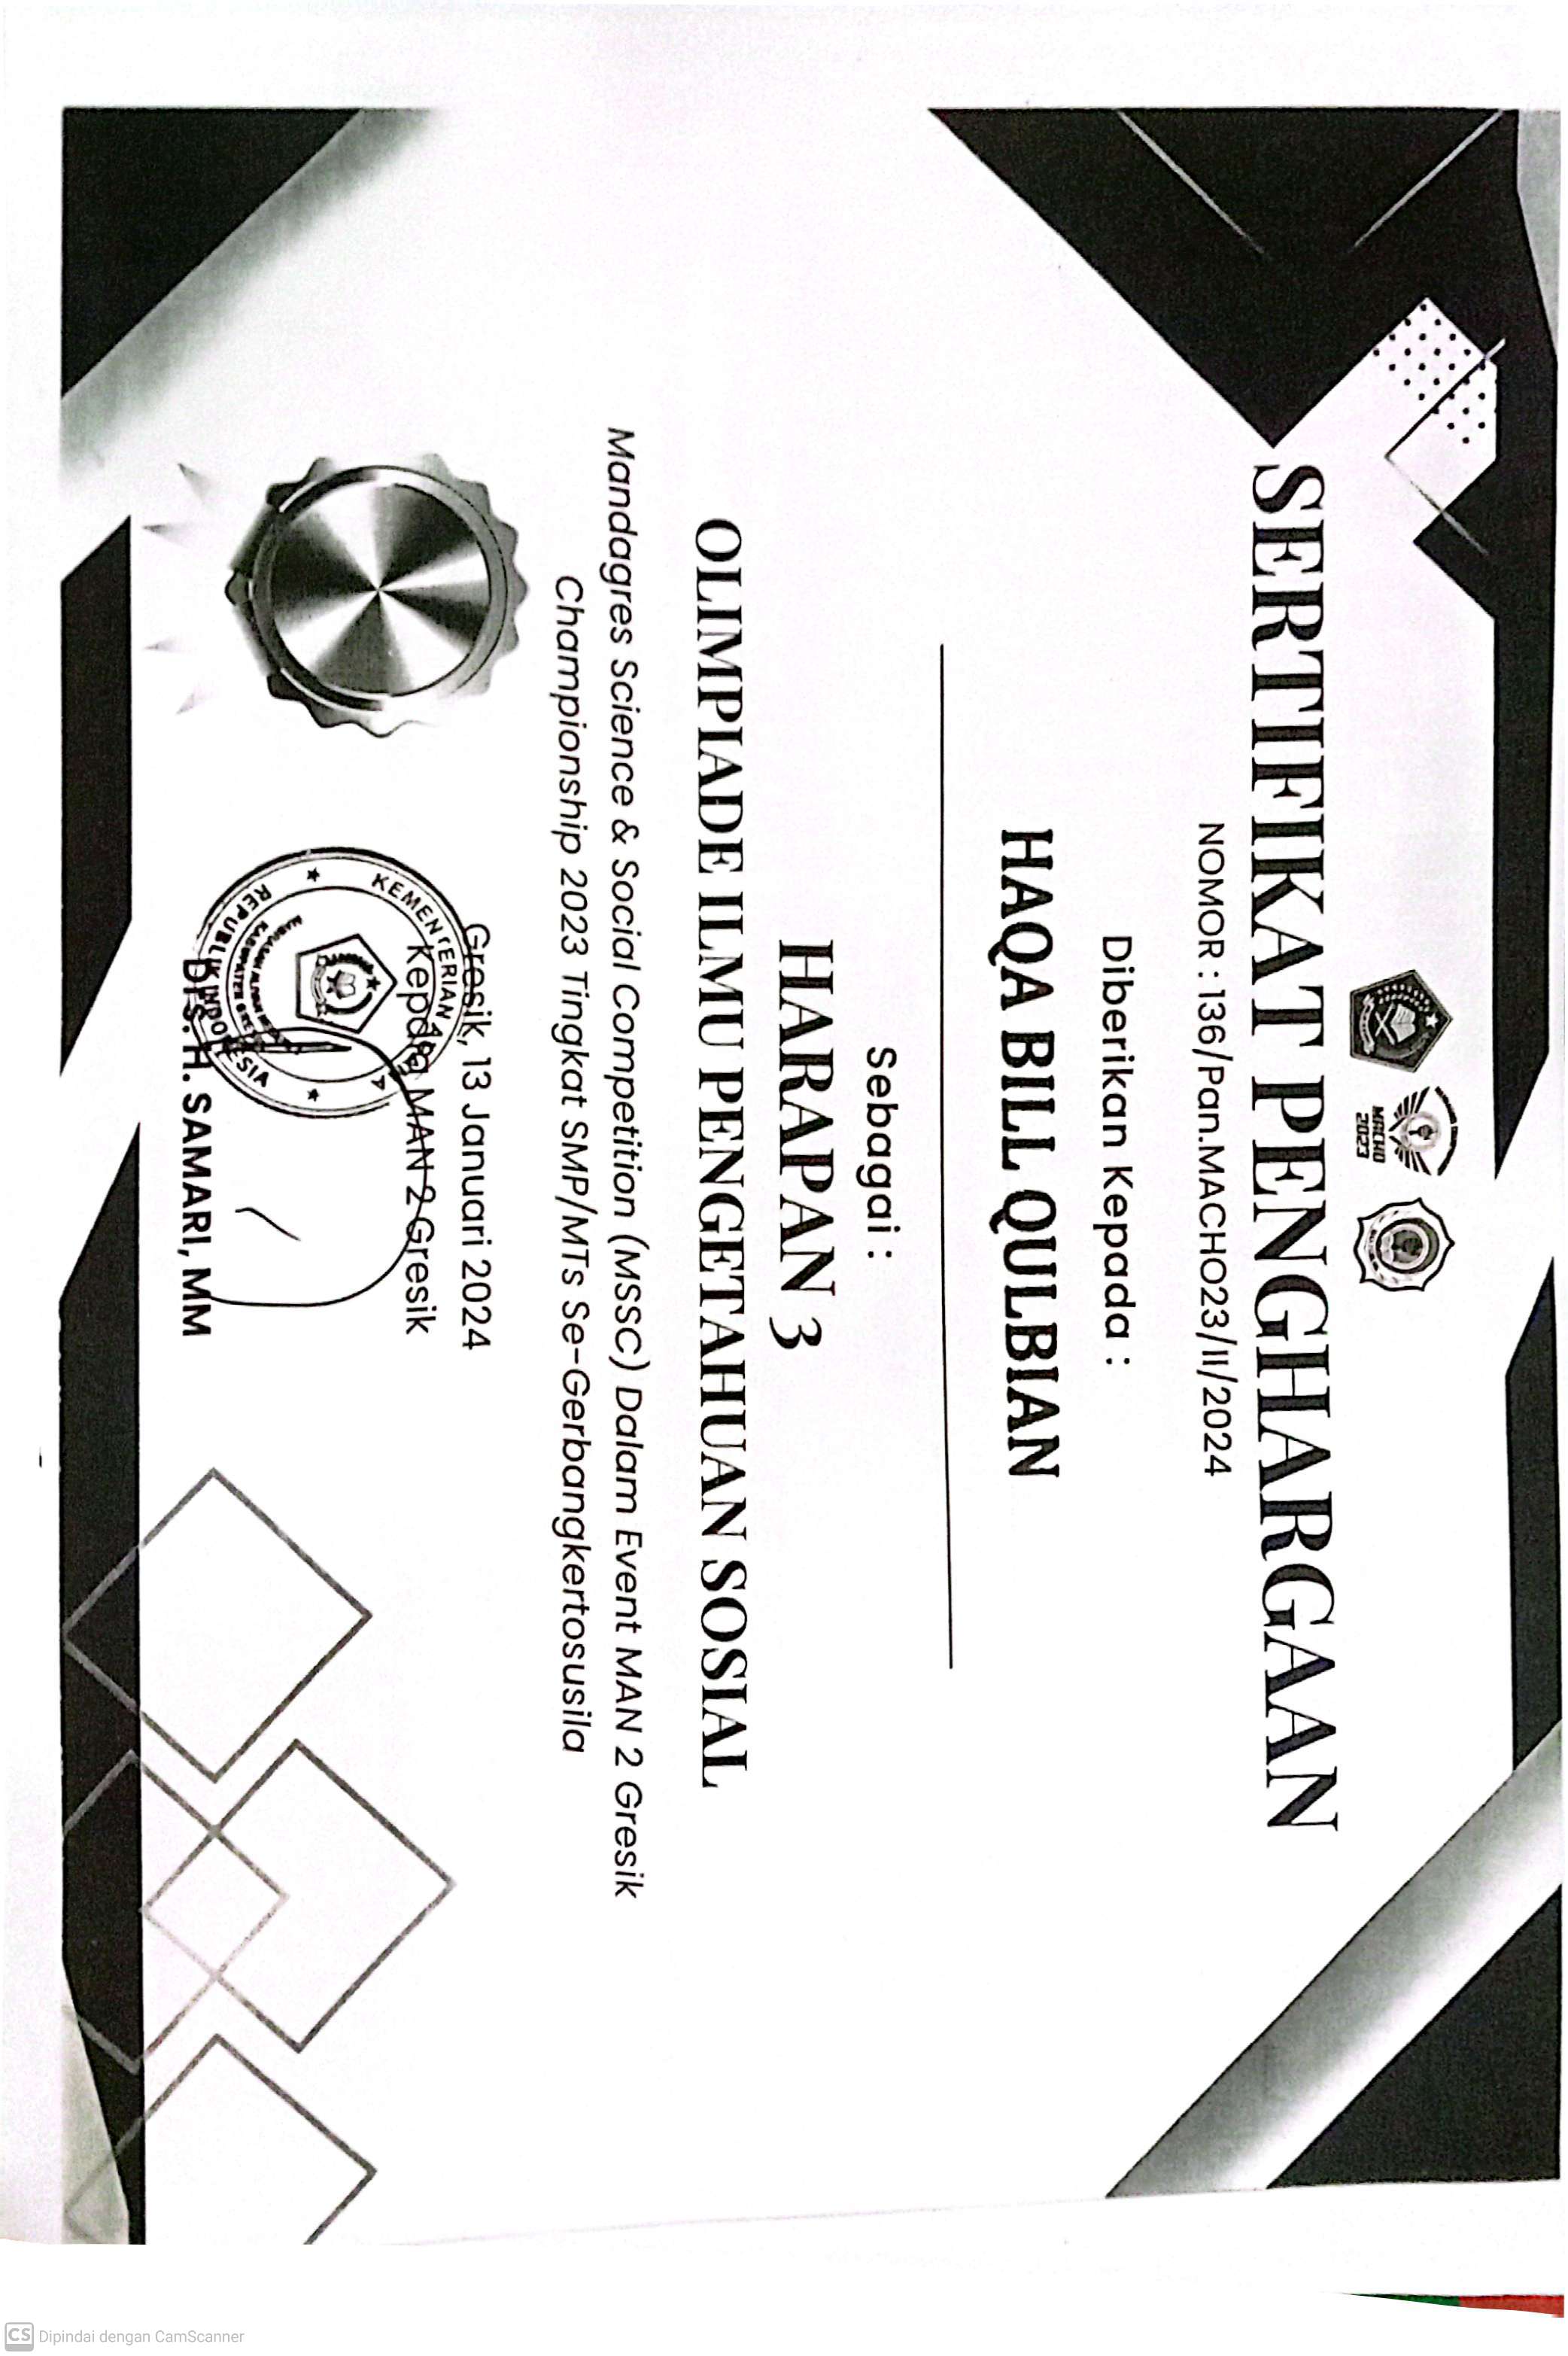 MACHO
2023
SERTIFIKAT PENGHARGAAN
NOMOR : 136/Pan.MACHO23/II/2024
Diberikan Kepada :
HAQA BILL QULBIAN
Sebagai :
HARAPAN 3
OLIMPIADE ILMU PENGETAHUAN SOSIAL
Mandagres Science & Social Competition (MSSC) Dalam Event MAN 2 Gresik
Championship 2023 Tingkat SMP/MTs Se-Gerbangkertosusila
Gresik, 13 Januari 2024
Kepala MAN 2 Gresik
KEMENTERIAN
REPUBLIK INDONESIA
Drs. H. SAMARI, MM
CS Dipindai dengan CamScanner